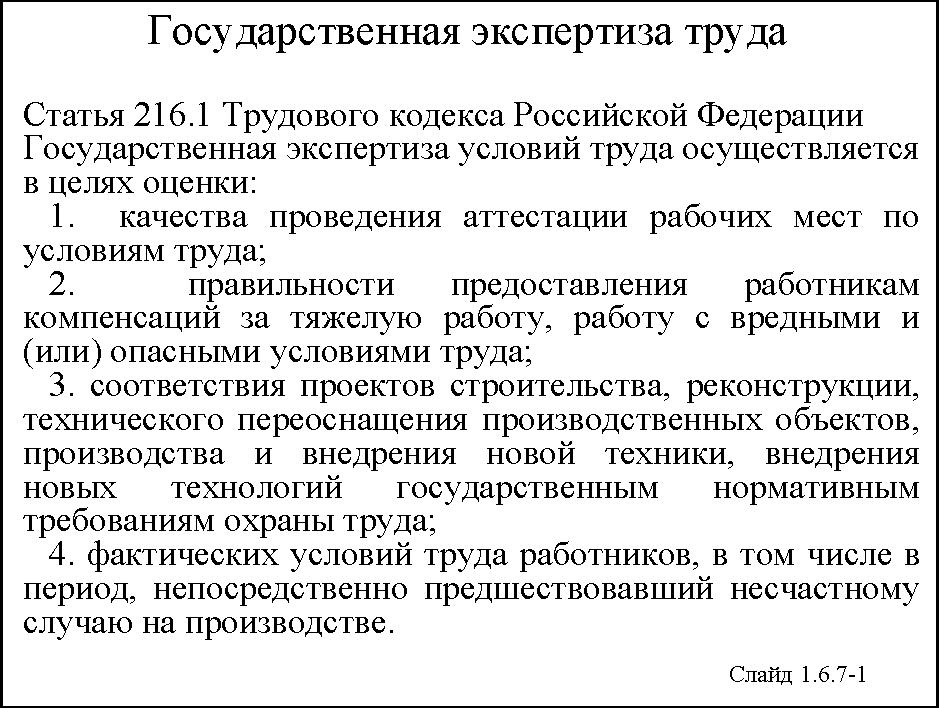 Государственная экспертиза труда
Статья 216.1 Трудового кодекса Российской Федерации
Государственная экспертиза условий труда осуществляется
в целях оценки:
1. качества проведения аттестации рабочих мест по
условиям труда;
2. правильности предоставления работникам
компенсаций за тяжелую работу, работу с вредными и
(или) опасными условиями труда;
3. соответствия проектов строительства, реконструкции,
технического переоснащения производственных объектов,
производства и внедрения новой техники, внедрения
новых технологий государственным нормативным
требованиям охраны труда;
4. фактических условий труда работников, в том числе в
период, непосредственно предшествовавший несчастному
случаю на производстве.
Слайд 1.6.7-1